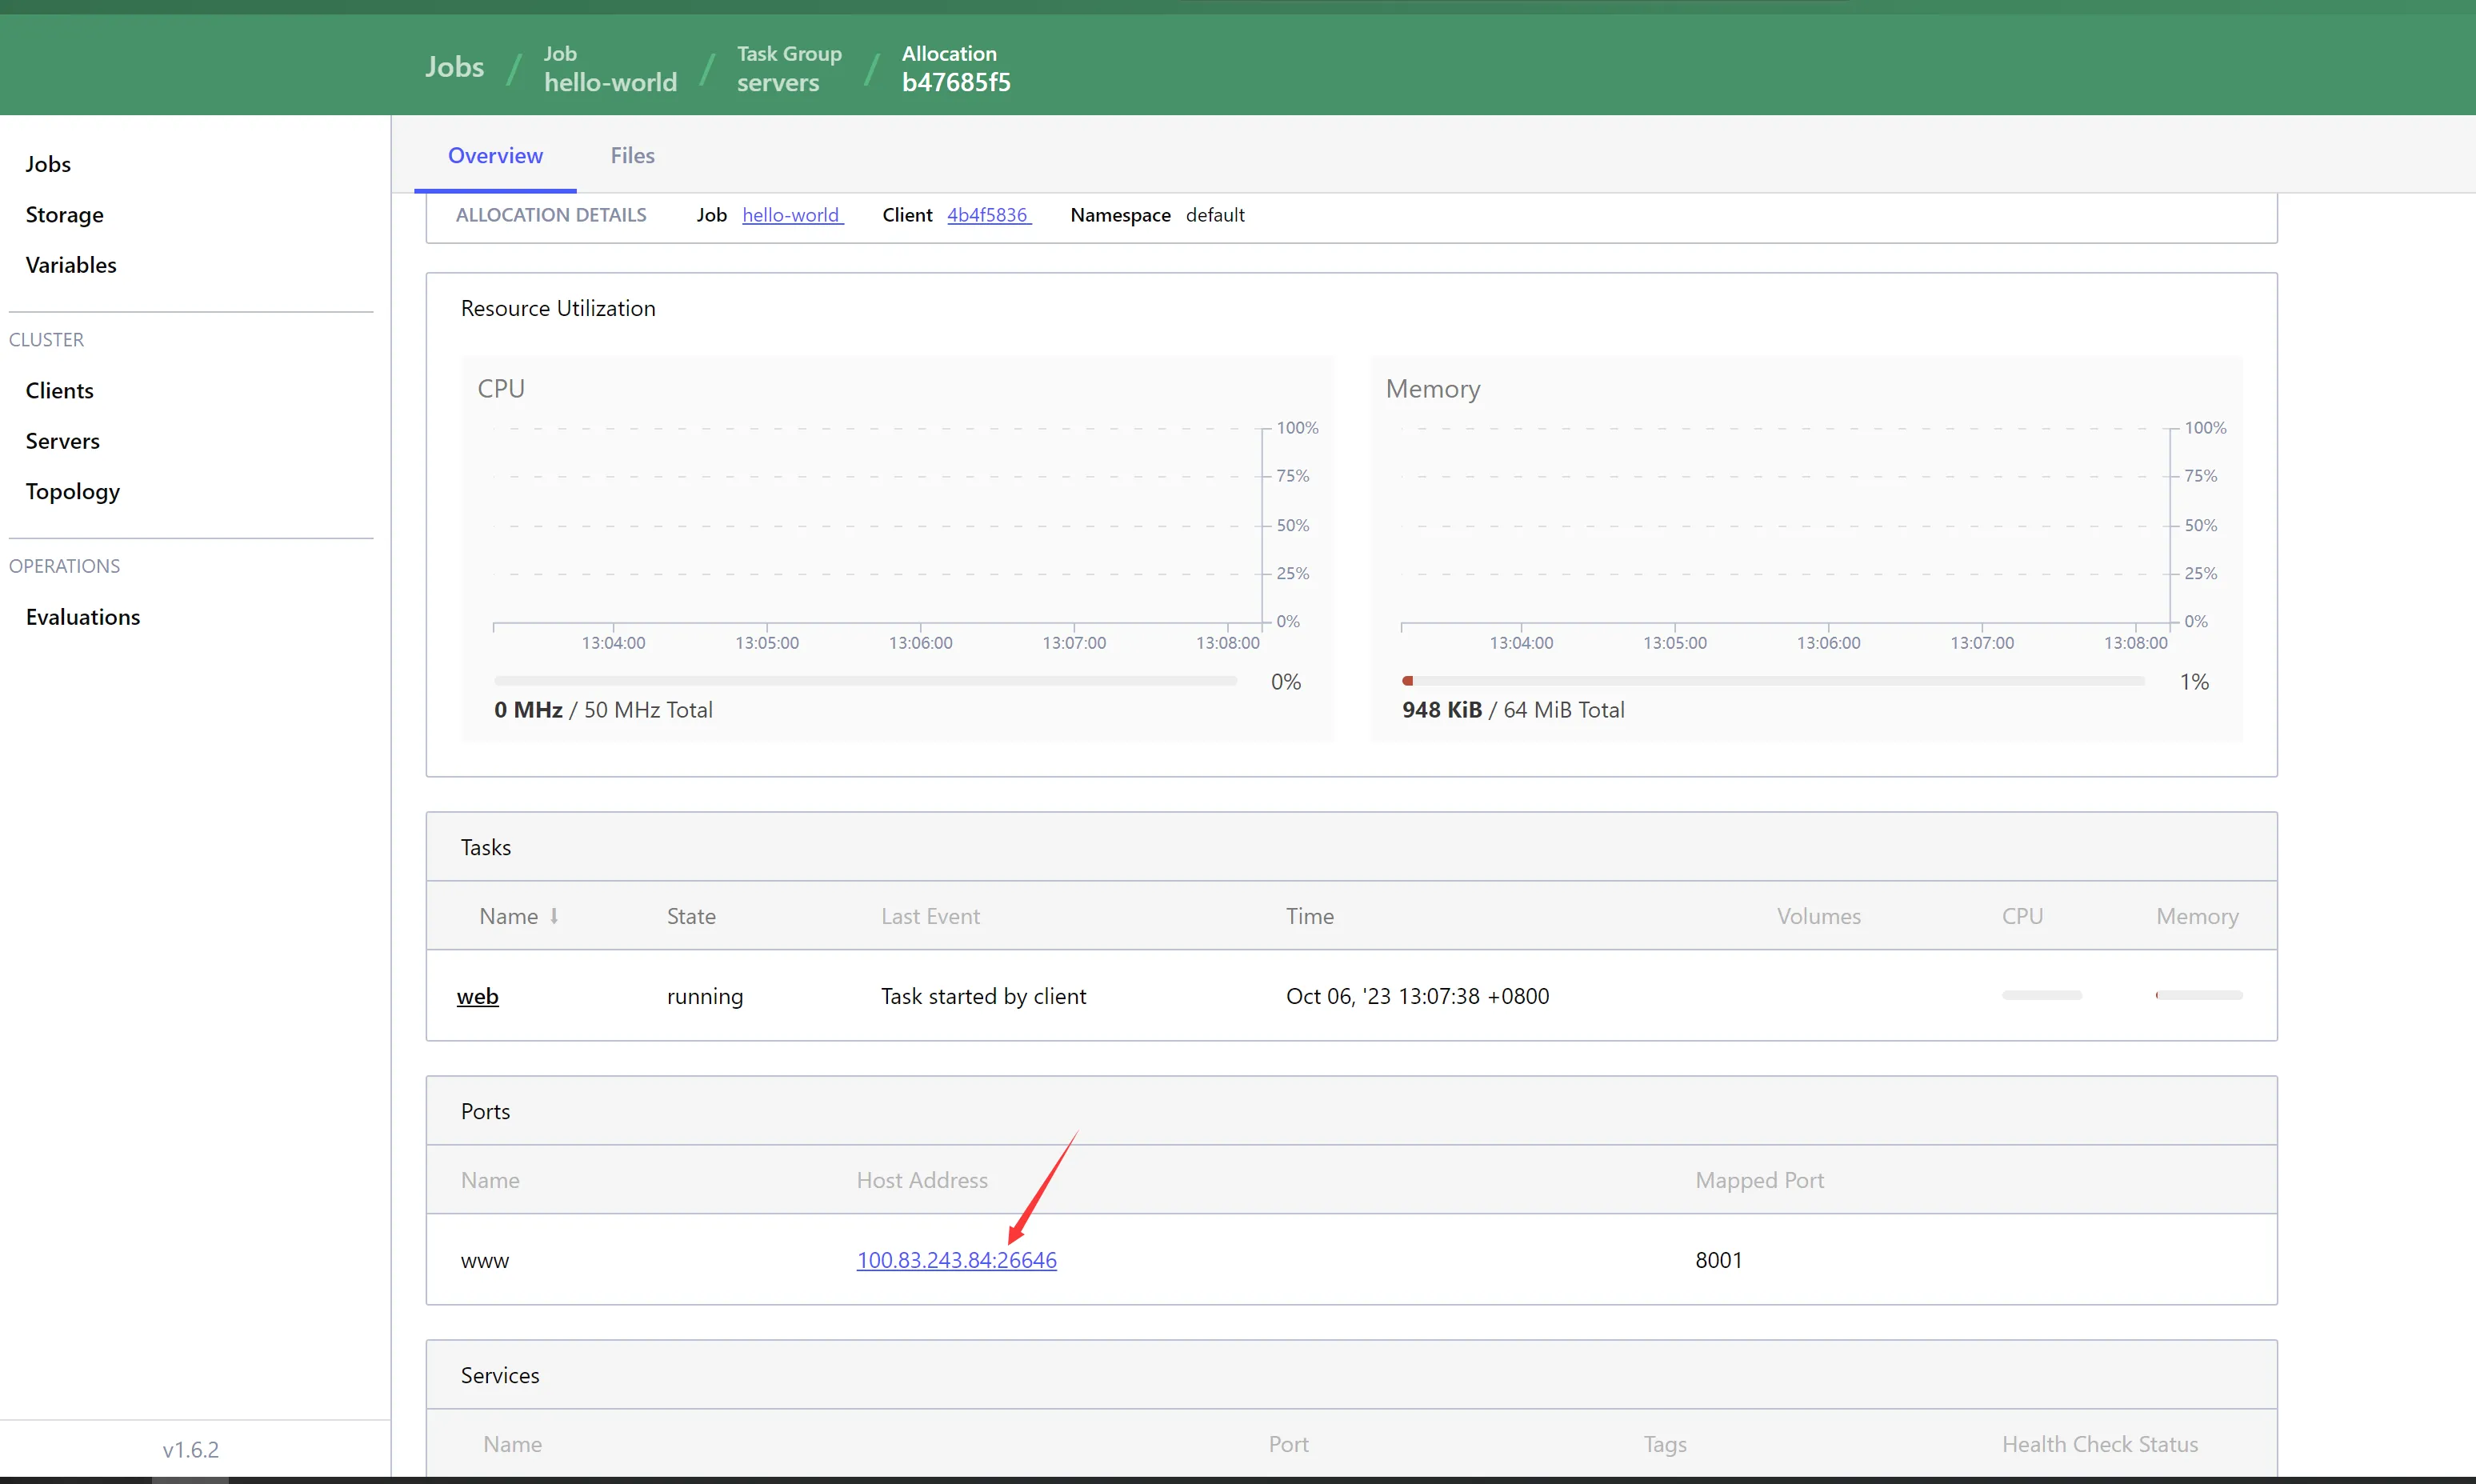 Jobs / Job hello-world / Task Group servers / Allocation b47685f5
Jobs
Storage
Variables
CLUSTER
Clients
Servers
Topology
OPERATIONS
Evaluations
v1.6.2
Overview Files
ALLOCATION DETAILS Job hello-world Client 4b4f5836 Namespace default
Resource Utilization
CPU
100%
75%
50%
25%
0%
13:04:00 13:05:00 13:06:00 13:07:00 13:08:00
0%
0 MHz / 50 MHz Total
Memory
100%
75%
50%
25%
0%
13:04:00 13:05:00 13:06:00 13:07:00 13:08:00
1%
948 KiB / 64 MiB Total
Tasks
Name State Last Event Time Volumes CPU Memory
web running Task started by client Oct 06, '23 13:07:38 +0800
Ports
Name Host Address Mapped Port
www 100.83.243.84:26646 8001
Services
Name Port Tags Health Check Status